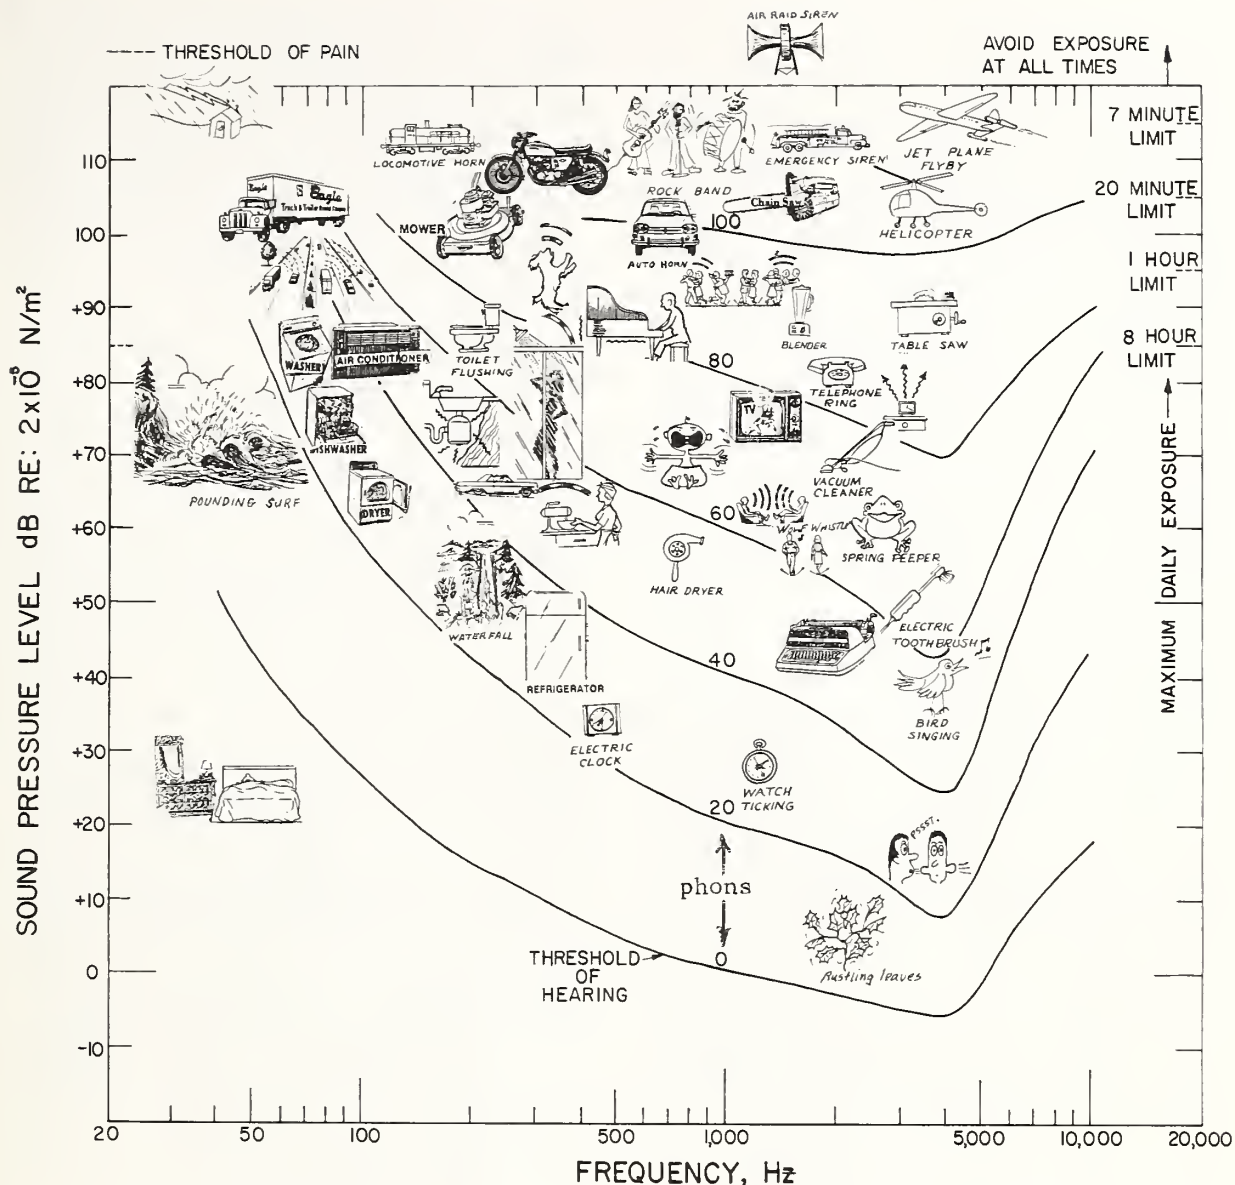 AIR RAID SIREN
---- THRESHOLD OF PAIN
AVOID EXPOSURE
AT ALL TIMES
7 MINUTE
LIMIT
20 MINUTE
LIMIT
1 HOUR
LIMIT
8 HOUR
LIMIT
MAXIMUM DAILY EXPOSURE
SOUND PRESSURE LEVEL dB RE: 2x10⁻⁵ N/m²
110
100
+90
+80
+70
+60
+50
+40
+30
+20
+10
0
-10
LOCOMOTIVE HORN
ROCK BAND
EMERGENCY SIREN
JET PLANE
FLYBY
Eagle
Eagle
MOWER
Chain Saw
100
HELICOPTER
AUTO HORN
WASHER
AIR CONDITIONER
TOILET
FLUSHING
BLENDER
TABLE SAW
80
TELEPHONE
RING
TV
DISHWASHER
VACUUM
CLEANER
POUNDING SURF
DRYER
60
WOLF WHISTLE
SPRING PEEPER
HAIR DRYER
WATERFALL
ELECTRIC
TOOTHBRUSH
40
REFRIGERATOR
BIRD
SINGING
ELECTRIC
CLOCK
WATCH
TICKING
20
PSSST.
phons
0
THRESHOLD
OF
HEARING
Rustling leaves
20
50
100
500
1,000
5,000
10,000
20,000
FREQUENCY, Hz